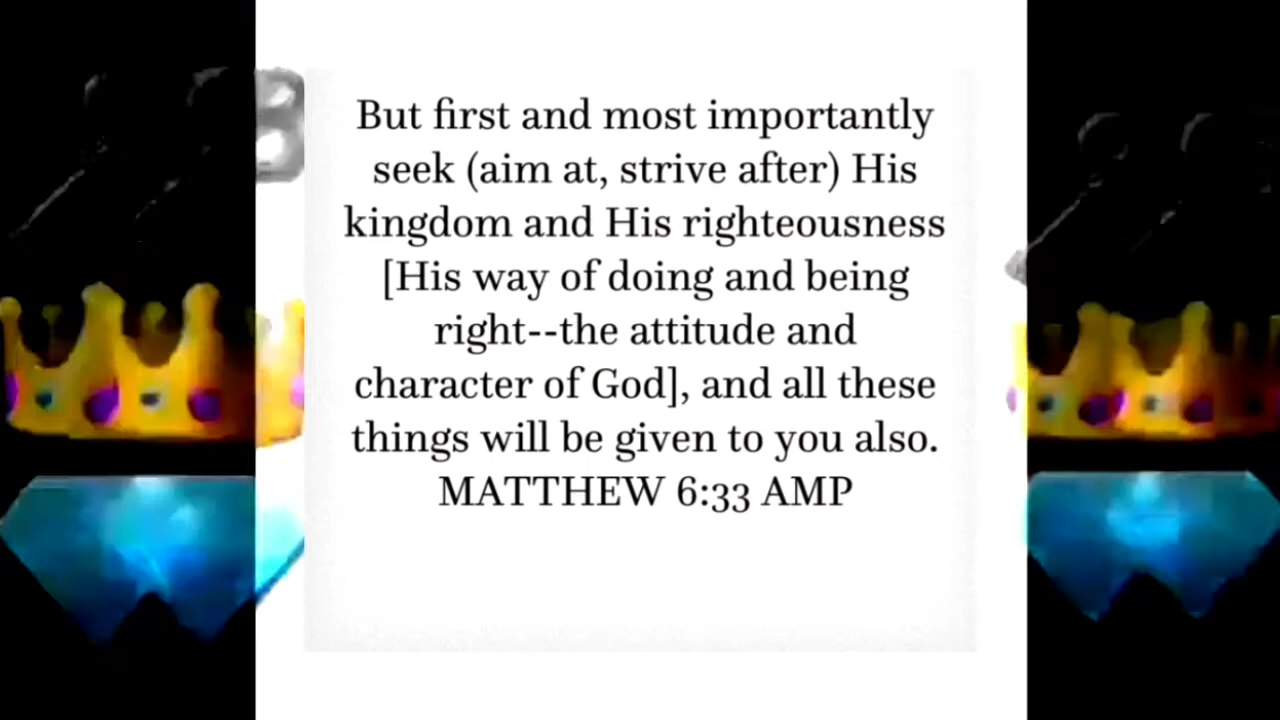 But first and most importantly
seek (aim at, strive after) His
kingdom and His righteousness
[His way of doing and being
right--the attitude and
character of God], and all these
things will be given to you also.
MATTHEW 6:33 AMP